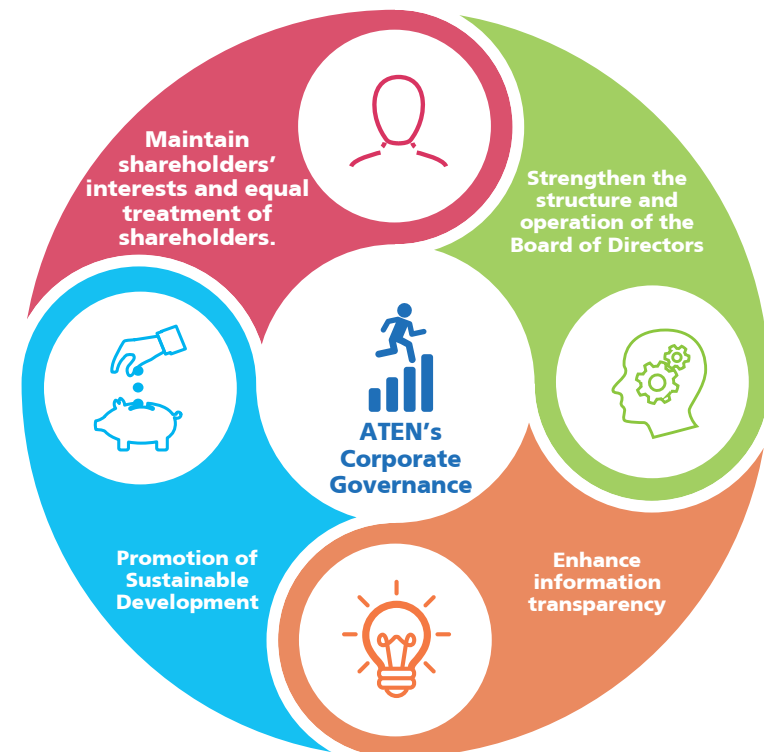 Maintain
shareholders’
interests and equal
treatment of
shareholders.
Strengthen the
structure and
operation of the
Board of Directors
ATEN’s
Corporate
Governance
Promotion of
Sustainable
Development
Enhance
information
transparency